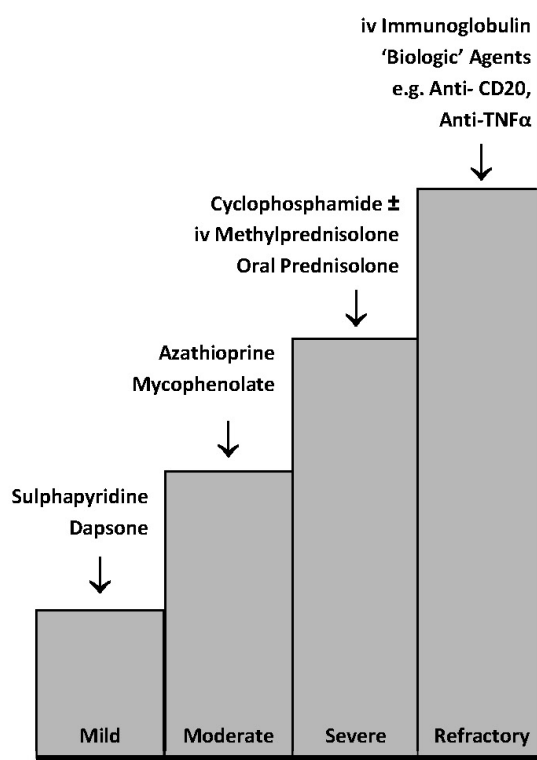 iv Immunoglobulin
‘Biologic’ Agents
e.g. Anti- CD20,
Anti-TNFα
Cyclophosphamide ±
iv Methylprednisolone
Oral Prednisolone
Azathioprine
Mycophenolate
Sulphapyridine
Dapsone
Mild
Moderate
Severe
Refractory